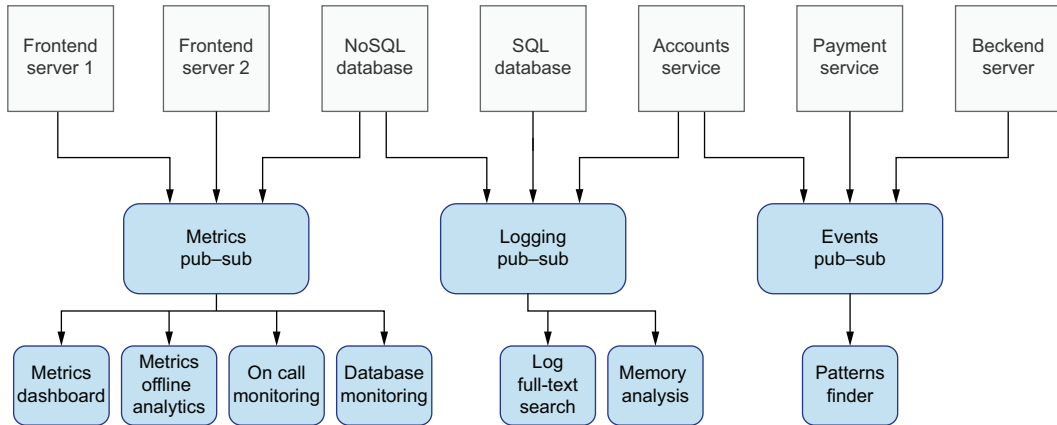 Frontend
server 1
Frontend
server 2
NoSQL
database
SQL
database
Accounts
service
Payment
service
Beckend
server
Metrics
pub–sub
Logging
pub–sub
Events
pub–sub
Metrics
dashboard
Metrics
offline
analytics
On call
monitoring
Database
monitoring
Log
full-text
search
Memory
analysis
Patterns
finder